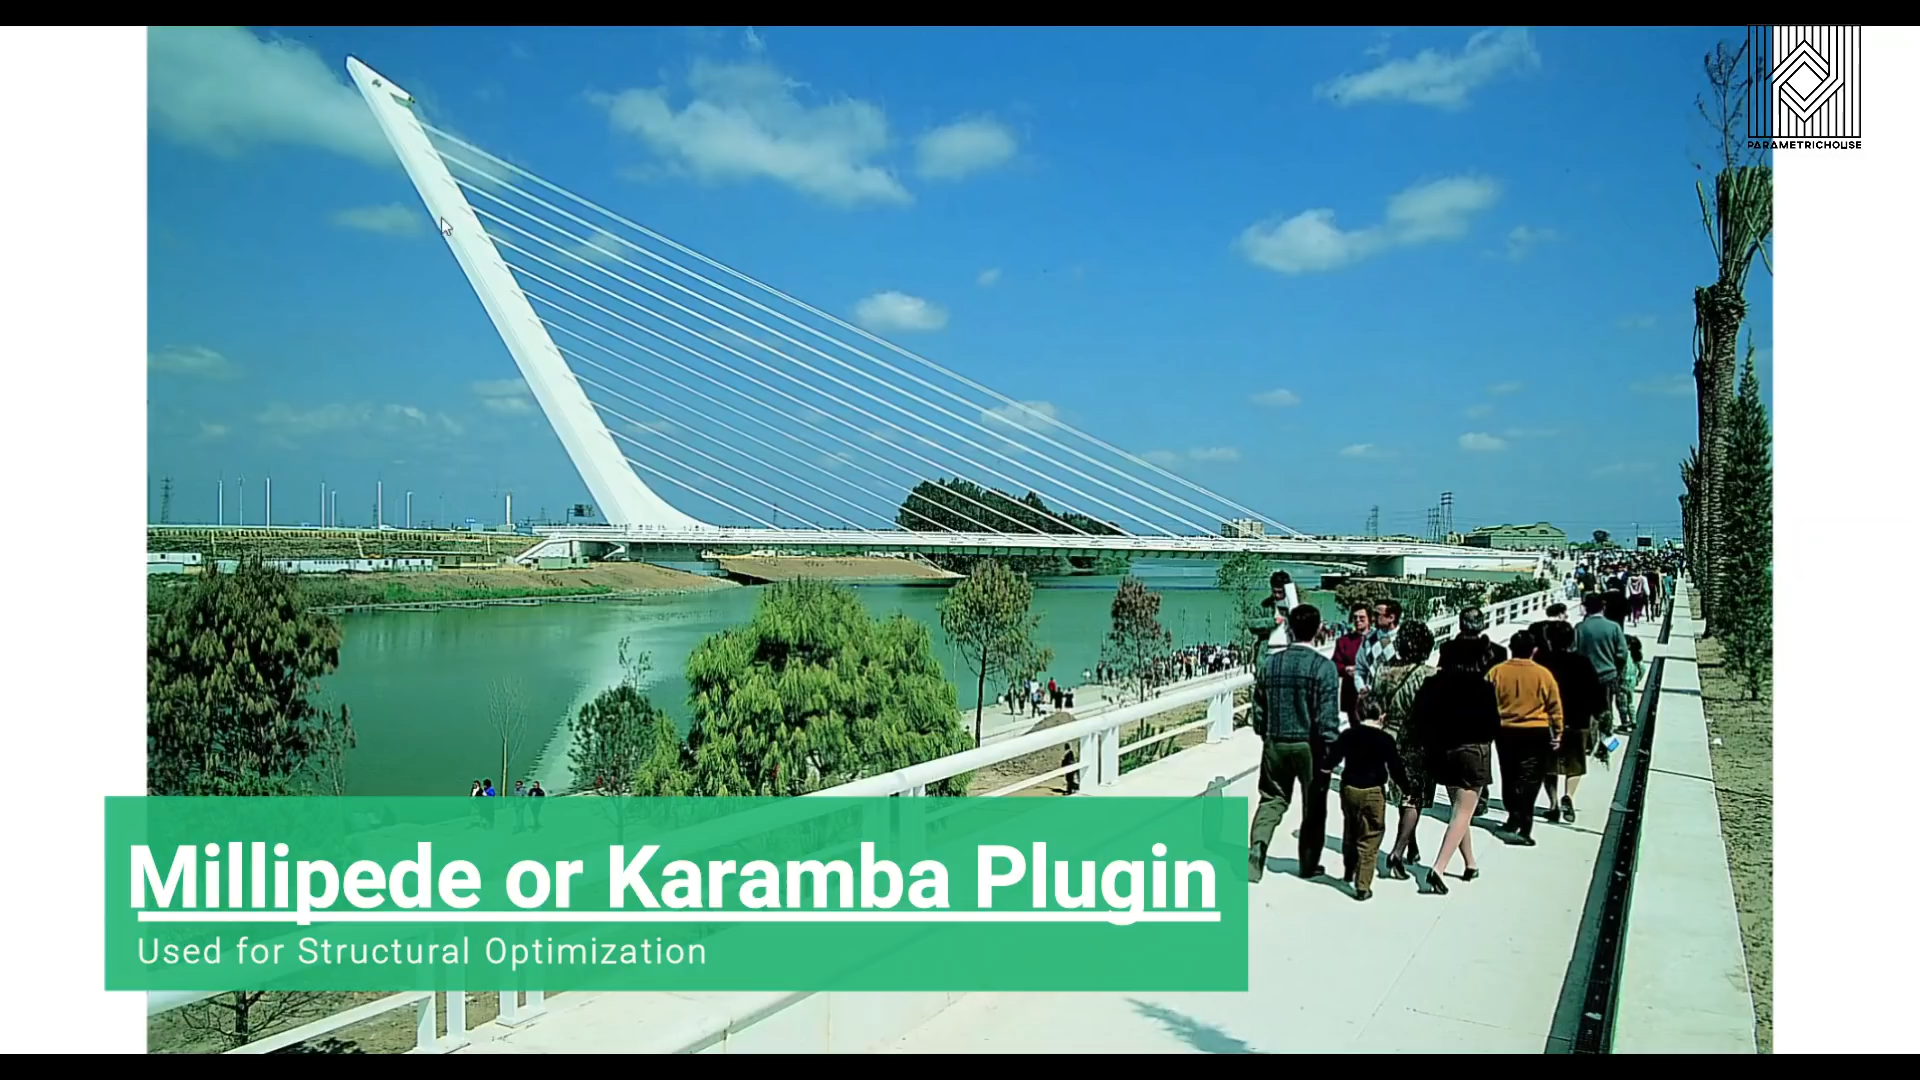 PARAMETRICHOUSE
Millipede or Karamba Plugin
Used for Structural Optimization